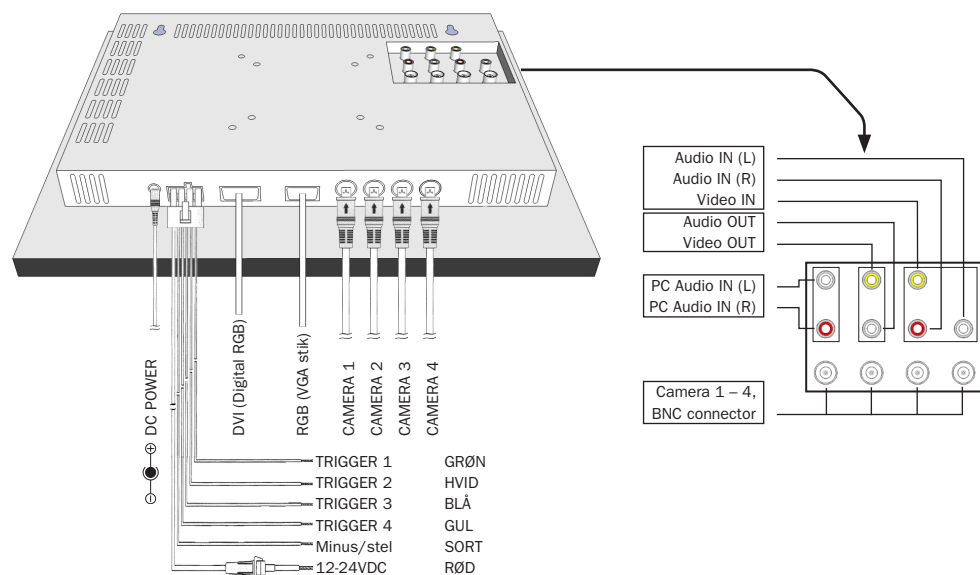 Audio IN (L)
Audio IN (R)
Video IN
Audio OUT
Video OUT
PC Audio IN (L)
PC Audio IN (R)
Camera 1 – 4,
BNC connector
DC POWER
DVI (Digital RGB)
RGB (VGA stik)
CAMERA 1
CAMERA 2
CAMERA 3
CAMERA 4
TRIGGER 1 GRØN
TRIGGER 2 HVID
TRIGGER 3 BLÅ
TRIGGER 4 GUL
Minus/stel SORT
12-24VDC RØD